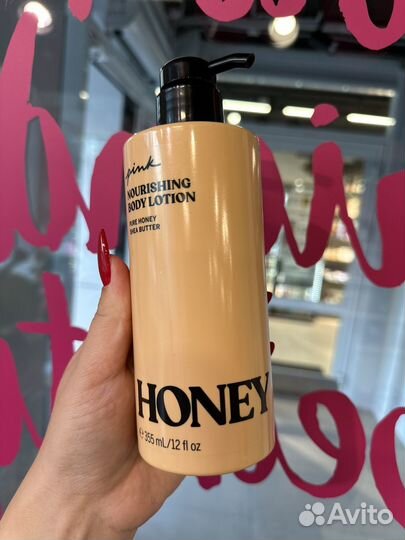 pink
NOURISHING
BODY LOTION
PURE HONEY
SHEA BUTTER
HONEY
e 355 mL/12 fl oz
Avito